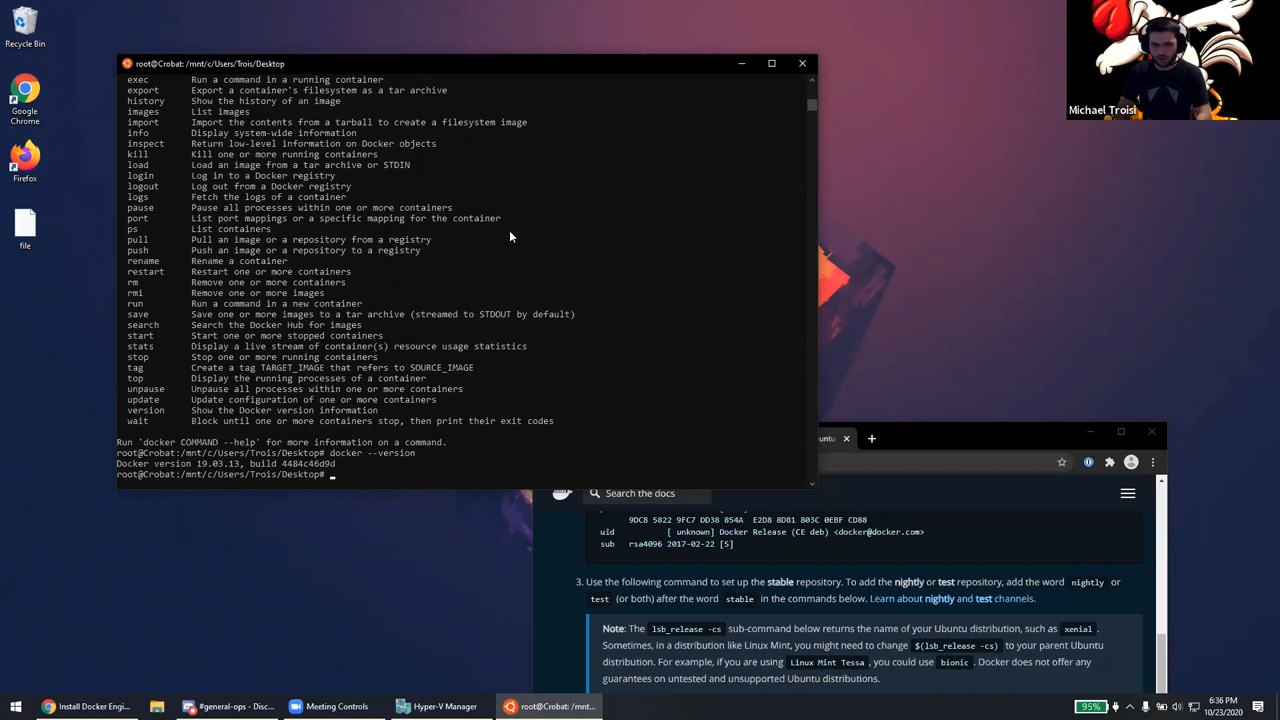 Recycle Bin
Google
Chrome
Firefox
file
root@Crobat: /mnt/c/Users/Trois/Desktop
exec Run a command in a running container
export Export a container's filesystem as a tar archive
history Show the history of an image
images List images
import Import the contents from a tarball to create a filesystem image
info Display system-wide information
inspect Return low-level information on Docker objects
kill Kill one or more running containers
load Load an image from a tar archive or STDIN
login Log in to a Docker registry
logout Log out from a Docker registry
logs Fetch the logs of a container
pause Pause all processes within one or more containers
port List port mappings or a specific mapping for the container
ps List containers
pull Pull an image or a repository from a registry
push Push an image or a repository to a registry
rename Rename a container
restart Restart one or more containers
rm Remove one or more containers
rmi Remove one or more images
run Run a command in a new container
save Save one or more images to a tar archive (streamed to STDOUT by default)
search Search the Docker Hub for images
start Start one or more stopped containers
stats Display a live stream of container(s) resource usage statistics
stop Stop one or more running containers
tag Create a tag TARGET_IMAGE that refers to SOURCE_IMAGE
top Display the running processes of a container
unpause Unpause all processes within one or more containers
update Update configuration of one or more containers
version Show the Docker version information
wait Block until one or more containers stop, then print their exit codes
Run 'docker COMMAND --help' for more information on a command.
root@Crobat:/mnt/c/Users/Trois/Desktop# docker --version
Docker version 19.03.13, build 4484c46d9d
root@Crobat:/mnt/c/Users/Trois/Desktop#
Michael Troisi
buntu
Search the docs
9DC8 5822 9FC7 DD38 854A E2D8 8D81 803C 0EBF CD88
uid [ unknown] Docker Release (CE deb) <docker@docker.com>
sub rsa4096 2017-02-22 [S]
3. Use the following command to set up the stable repository. To add the nightly or test repository, add the word nightly or
test (or both) after the word stable in the commands below. Learn about nightly and test channels.
Note: The lsb_release -cs sub-command below returns the name of your Ubuntu distribution, such as xenial.
Sometimes, in a distribution like Linux Mint, you might need to change $(lsb_release -cs) to your parent Ubuntu
distribution. For example, if you are using Linux Mint Tessa, you could use bionic. Docker does not offer any
guarantees on untested and unsupported Ubuntu distributions.
Install Docker Engi...
#general-ops - Disc...
Meeting Controls
Hyper-V Manager
root@Crobat: /mnt...
95%
6:36 PM
10/23/2020